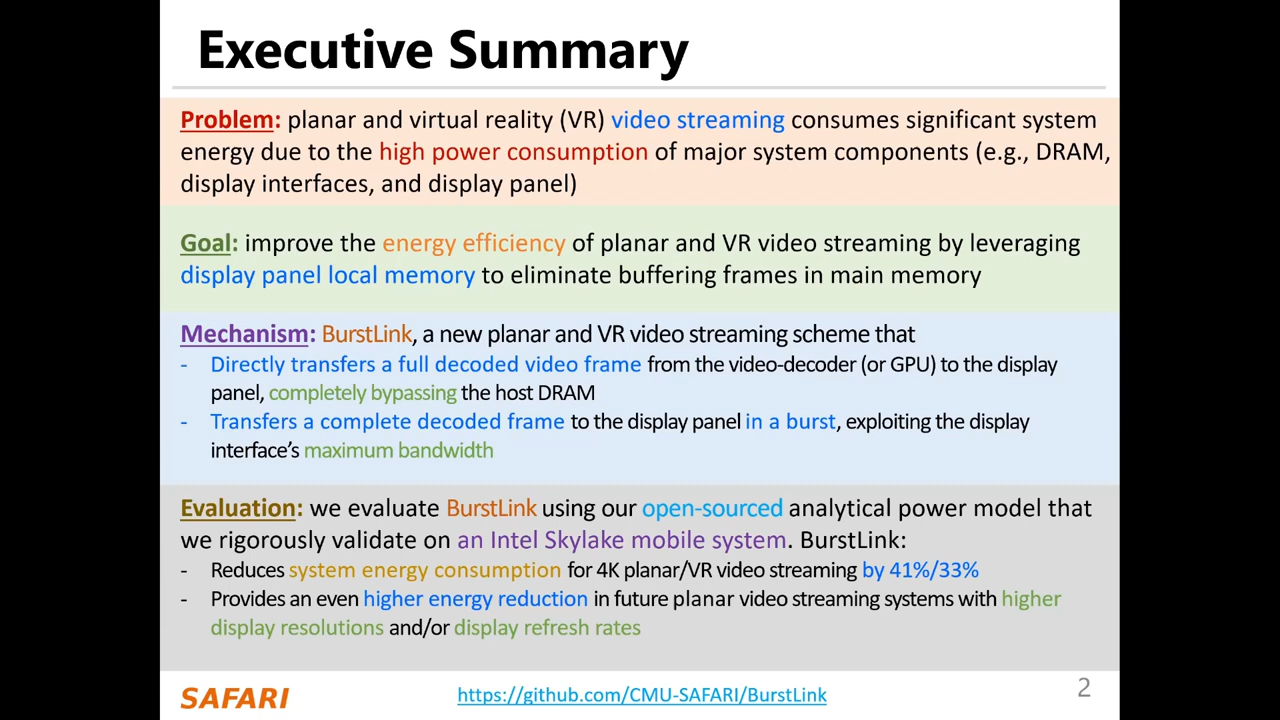 Executive Summary
Problem: planar and virtual reality (VR) video streaming consumes significant system
energy due to the high power consumption of major system components (e.g., DRAM,
display interfaces, and display panel)
Goal: improve the energy efficiency of planar and VR video streaming by leveraging
display panel local memory to eliminate buffering frames in main memory
Mechanism: BurstLink, a new planar and VR video streaming scheme that
- Directly transfers a full decoded video frame from the video-decoder (or GPU) to the display
panel, completely bypassing the host DRAM
- Transfers a complete decoded frame to the display panel in a burst, exploiting the display
interface's maximum bandwidth
Evaluation: we evaluate BurstLink using our open-sourced analytical power model that
we rigorously validate on an Intel Skylake mobile system. BurstLink:
- Reduces system energy consumption for 4K planar/VR video streaming by 41%/33%
- Provides an even higher energy reduction in future planar video streaming systems with higher
display resolutions and/or display refresh rates
SAFARI
https://github.com/CMU-SAFARI/BurstLink
2